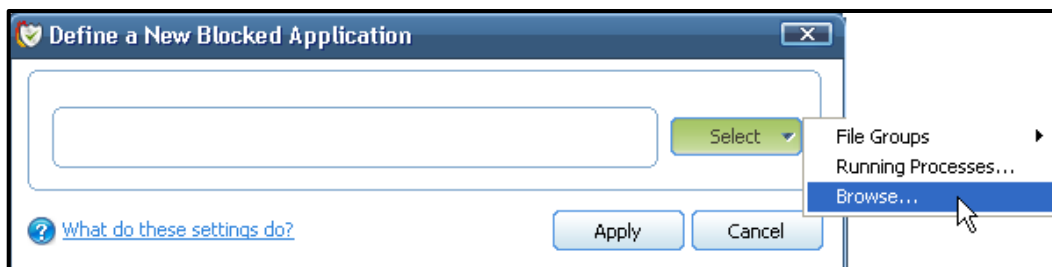 Define a New Blocked Application
Select
File Groups
Running Processes...
Browse...
What do these settings do?
Apply
Cancel